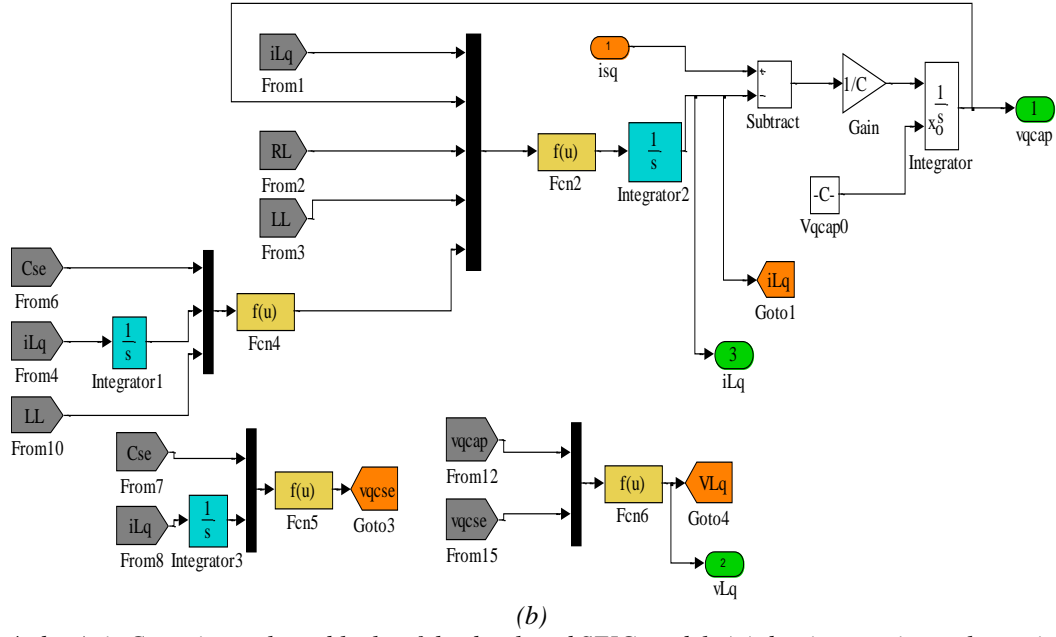 iLq
From1
RL
From2
LL
From3
Cse
From6
iLq
From4
1
s
Integrator1
LL
From10
f(u)
Fcn4
f(u)
Fcn2
1
s
Integrator2
1
isq
+
−
Subtract
1/C
Gain
1
s
xo
Integrator
1
vqcap
-C-
Vqcap0
iLq
Goto1
3
iLq
Cse
From7
iLq
From8
1
s
Integrator3
f(u)
Fcn5
vqcse
Goto3
vqcap
From12
vqcse
From15
f(u)
Fcn6
VLq
Goto4
2
vLq
(b)